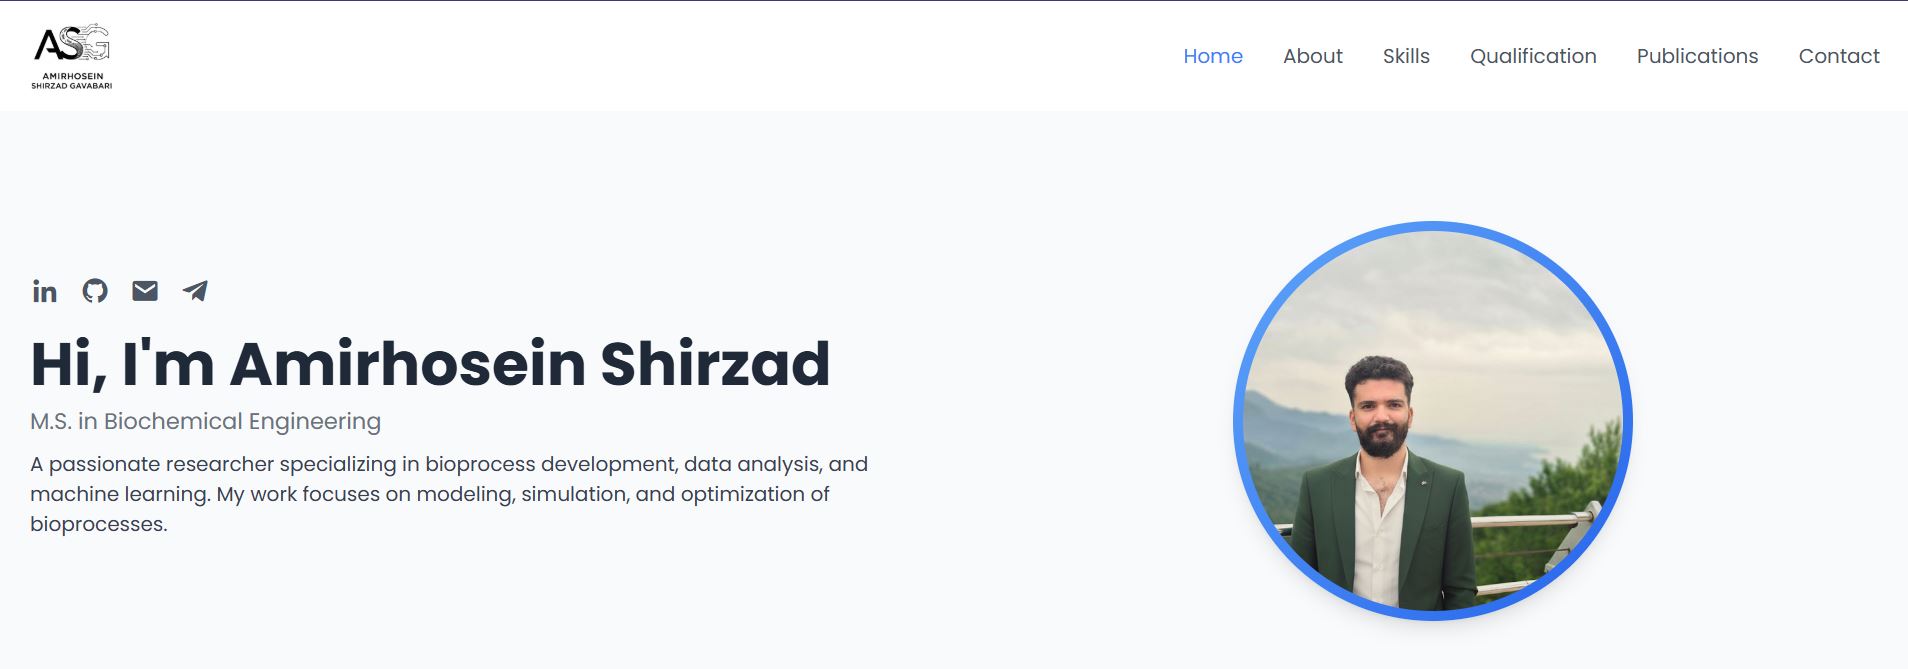 ASG
AMIRHOSEIN
SHIRZAD GAVABARI
Home About Skills Qualification Publications Contact
in
Hi, I'm Amirhosein Shirzad
M.S. in Biochemical Engineering
A passionate researcher specializing in bioprocess development, data analysis, and
machine learning. My work focuses on modeling, simulation, and optimization of
bioprocesses.